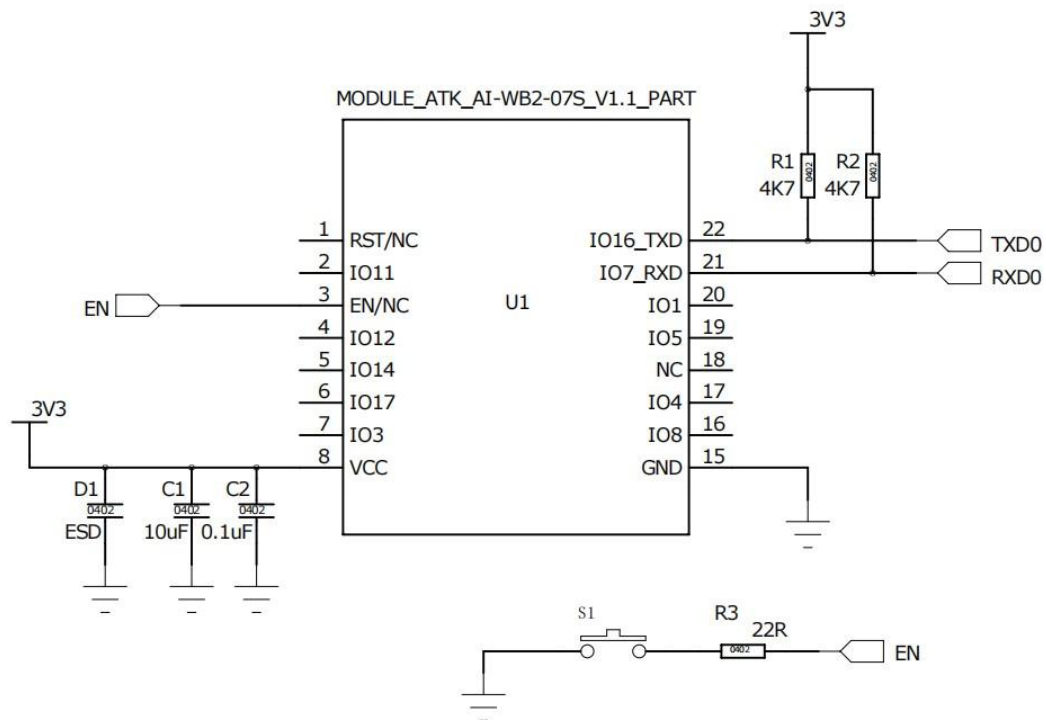 3V3
MODULE_ATK_AI-WB2-07S_V1.1_PART
R1
4K7
0402
R2
4K7
0402
1
RST/NC
IO16_TXD
22
TXD0
2
IO11
IO7_RXD
21
RXD0
EN
3
EN/NC
U1
IO1
20
4
IO12
IO5
19
5
IO14
NC
18
6
IO17
IO4
17
3V3
7
IO3
IO8
16
8
VCC
GND
15
D1
0402
ESD
C1
0402
10uF
C2
0402
0.1uF
S1
R3
22R
0402
EN